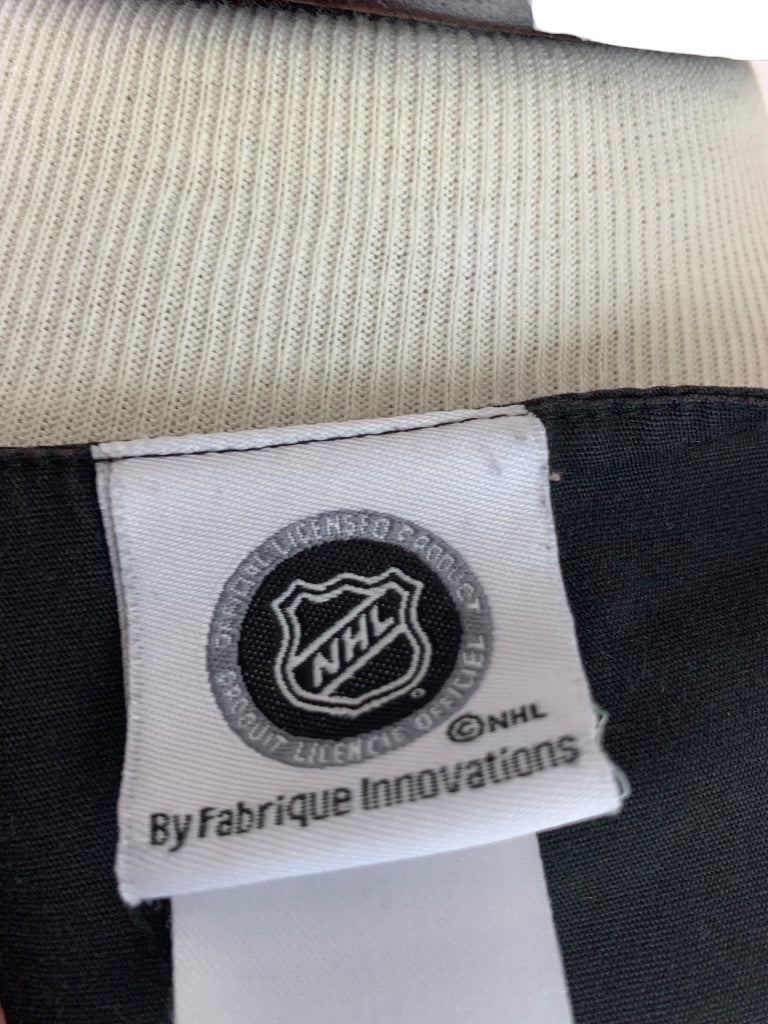 OFFICIAL LICENSED PRODUCT
NHL
PRODUIT LICENCIÉ OFFICIEL
©NHL
By Fabrique Innovations